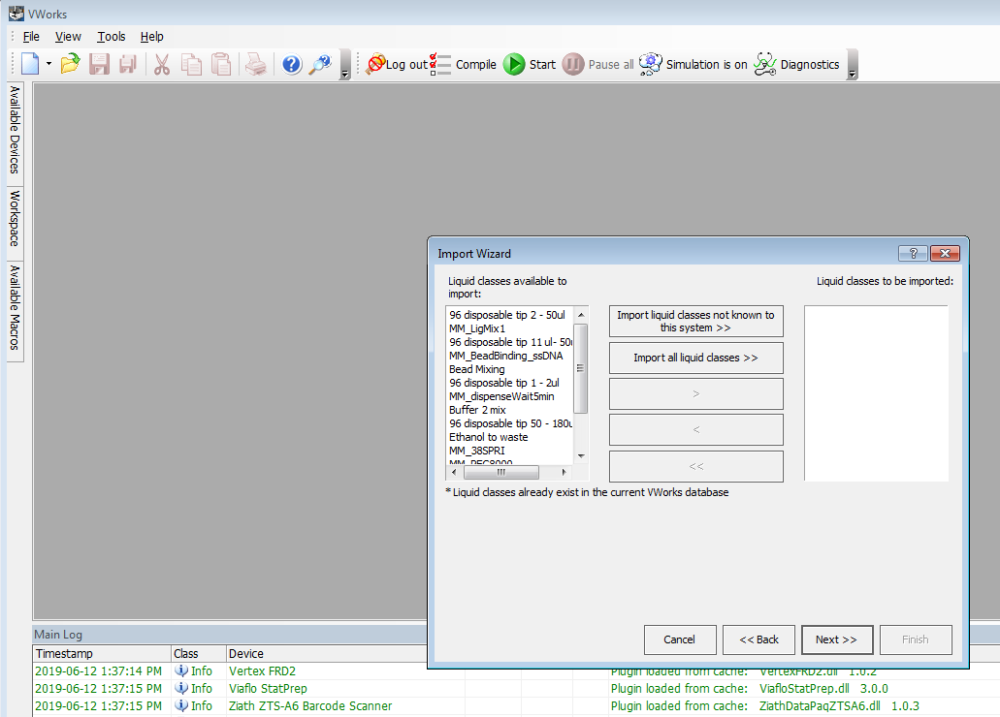 VWorks
File View Tools Help
Log out Compile Start Pause all Simulation is on Diagnostics
Available Devices
Workspace
Available Macros
Import Wizard
Liquid classes available to
import:
Liquid classes to be imported:
96 disposable tip 2 - 50ul
MM_LigMix1
96 disposable tip 11 ul- 50u
MM_BeadBinding_ssDNA
Bead Mixing
96 disposable tip 1 - 2ul
MM_dispenseWait5min
Buffer 2 mix
96 disposable tip 50 - 180u
Ethanol to waste
MM_38SPRI
MM_PEG8000
Import liquid classes not known to
this system >>
Import all liquid classes >>
>
<
<<
* Liquid classes already exist in the current VWorks database
Cancel << Back Next >> Finish
Main Log
Timestamp Class Device
2019-06-12 1:37:14 PM Info Vertex FRD2 Plugin loaded from cache: VertexFRD2.dll 1.0.2
2019-06-12 1:37:15 PM Info Viaflo StatPrep Plugin loaded from cache: ViafloStatPrep.dll 3.0.0
2019-06-12 1:37:15 PM Info Ziath ZTS-A6 Barcode Scanner Plugin loaded from cache: ZiathDataPaqZTSA6.dll 1.0.3